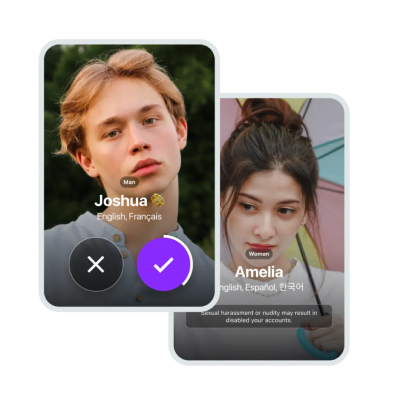 Man
Joshua
English, Français
Woman
Amelia
nglish, Español, 한국어
Sexual harassment or nudity may result in
disabled your accounts.